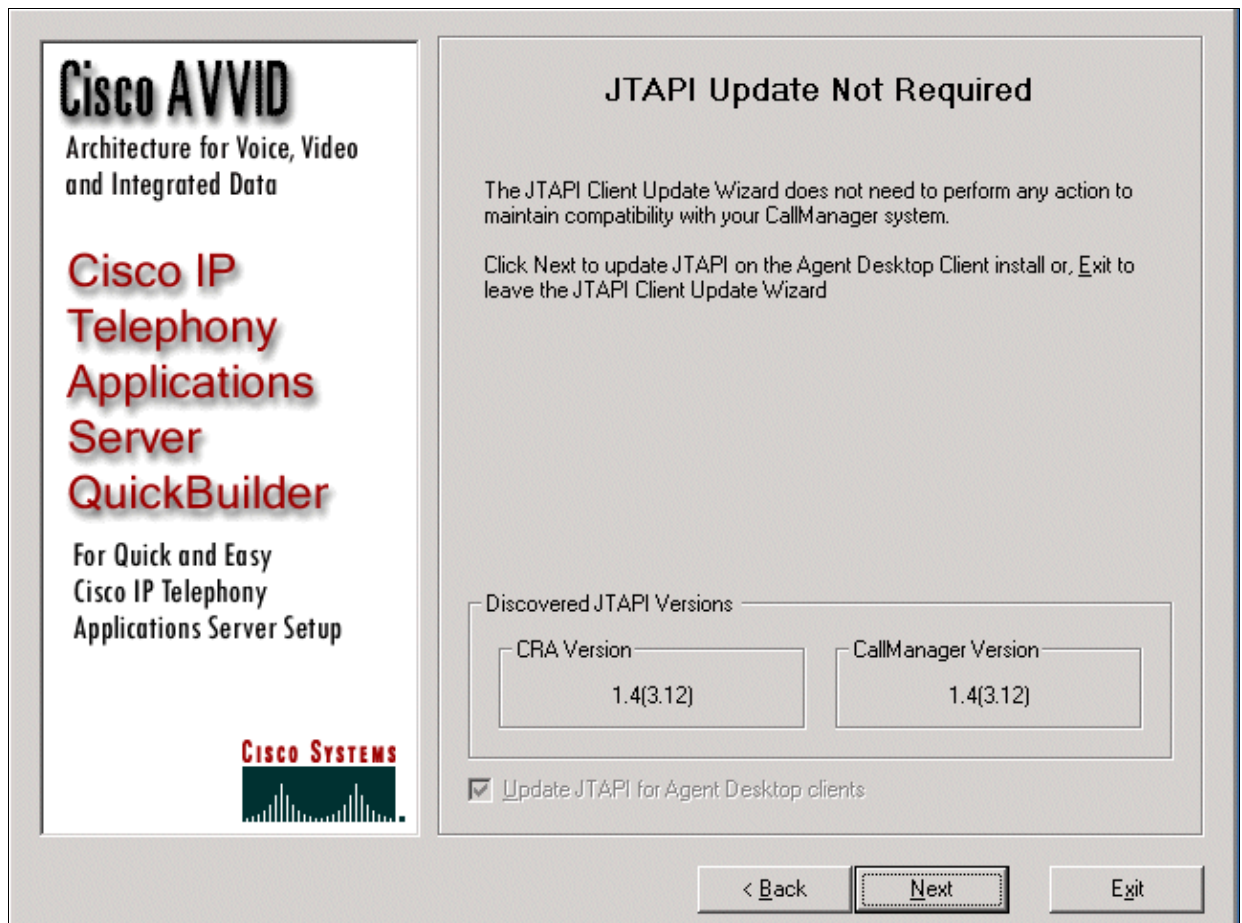 Cisco AVVID
Architecture for Voice, Video
and Integrated Data
Cisco IP
Telephony
Applications
Server
QuickBuilder
For Quick and Easy
Cisco IP Telephony
Applications Server Setup
CISCO SYSTEMS
JTAPI Update Not Required
The JTAPI Client Update Wizard does not need to perform any action to
maintain compatibility with your CallManager system.
Click Next to update JTAPI on the Agent Desktop Client install or, Exit to
leave the JTAPI Client Update Wizard
Discovered JTAPI Versions
CRA Version
1.4(3.12)
CallManager Version
1.4(3.12)
Update JTAPI for Agent Desktop clients
< Back
Next
Exit